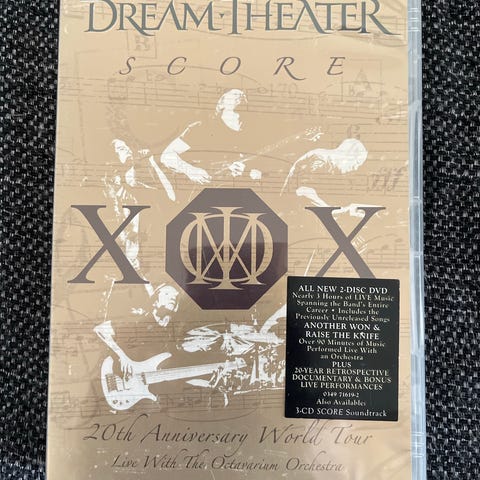 DREAM THEATER
SCORE
X X
ALL NEW 2-DISC DVD
Nearly 3 Hours of LIVE Music
Spanning the Band's Entire
Career • Includes the
Previously Unreleased Songs
ANOTHER WON &
RAISE THE KNIFE
Over 90 Minutes of Music
Performed Live With
an Orchestra
PLUS
20-YEAR RETROSPECTIVE
DOCUMENTARY & BONUS
LIVE PERFORMANCES
0349 71619-2
Also Available:
3-CD SCORE Soundtrack
20th Anniversary World Tour
Live With The Octavarium Orchestra